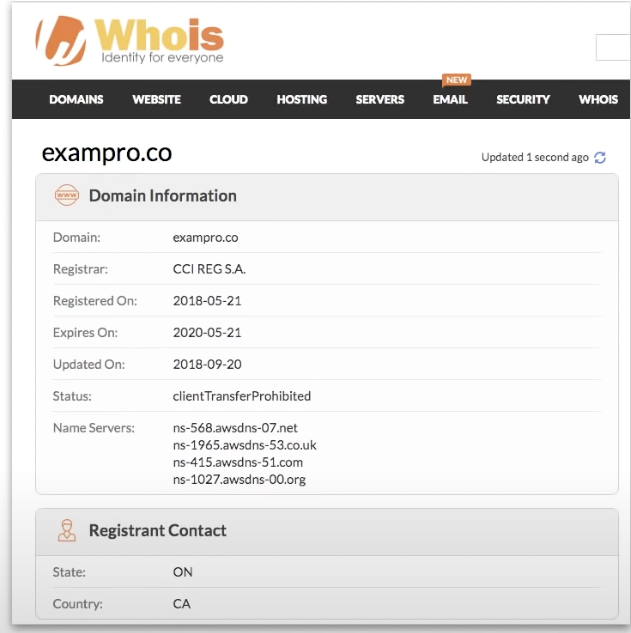 Whois
Identity for everyone
NEW
DOMAINS WEBSITE CLOUD HOSTING SERVERS EMAIL SECURITY WHOIS
exampro.co
Updated 1 second ago
www
Domain Information
Domain: exampro.co
Registrar: CCI REG S.A.
Registered On: 2018-05-21
Expires On: 2020-05-21
Updated On: 2018-09-20
Status: clientTransferProhibited
Name Servers: ns-568.awsdns-07.net
ns-1965.awsdns-53.co.uk
ns-415.awsdns-51.com
ns-1027.awsdns-00.org
Registrant Contact
State: ON
Country: CA